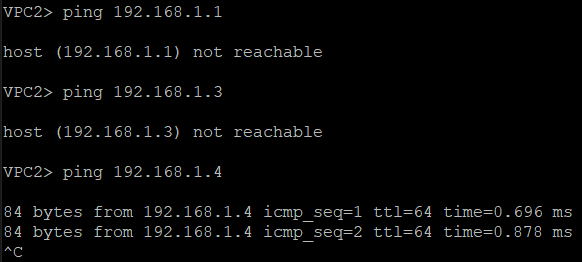 VPC2> ping 192.168.1.1
host (192.168.1.1) not reachable
VPC2> ping 192.168.1.3
host (192.168.1.3) not reachable
VPC2> ping 192.168.1.4
84 bytes from 192.168.1.4 icmp_seq=1 ttl=64 time=0.696 ms
84 bytes from 192.168.1.4 icmp_seq=2 ttl=64 time=0.878 ms
^C